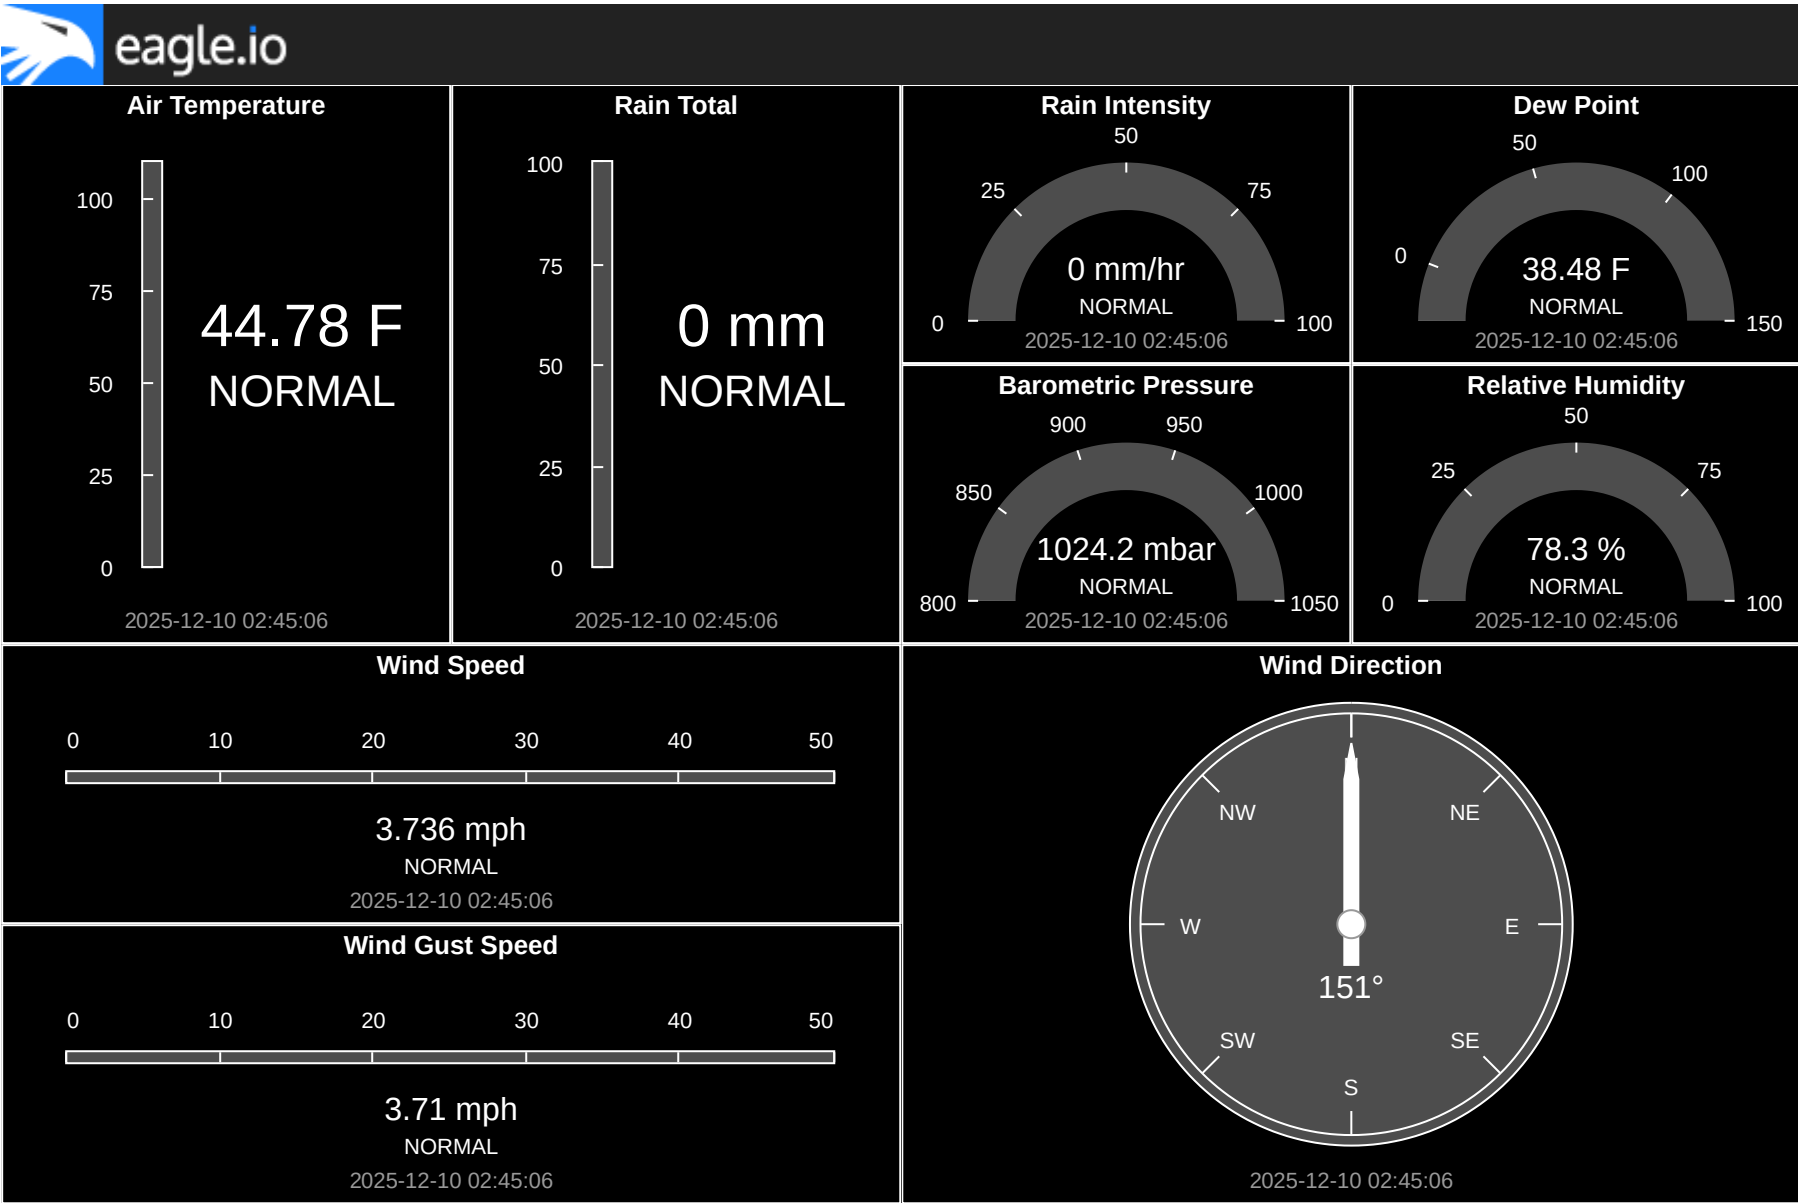 eagle.io
Air Temperature
100
75
50
25
0
44.78 F
NORMAL
2025-12-10 02:45:06
Rain Total
100
75
50
25
0
0 mm
NORMAL
2025-12-10 02:45:06
Rain Intensity
0
25
50
75
100
0 mm/hr
NORMAL
2025-12-10 02:45:06
Dew Point
0
50
100
150
38.48 F
NORMAL
2025-12-10 02:45:06
Barometric Pressure
800
850
900
950
1000
1050
1024.2 mbar
NORMAL
2025-12-10 02:45:06
Relative Humidity
0
25
50
75
100
78.3 %
NORMAL
2025-12-10 02:45:06
Wind Speed
0 10 20 30 40 50
3.736 mph
NORMAL
2025-12-10 02:45:06
Wind Gust Speed
0 10 20 30 40 50
3.71 mph
NORMAL
2025-12-10 02:45:06
Wind Direction
NW NE
W E
151°
SW SE
S
2025-12-10 02:45:06